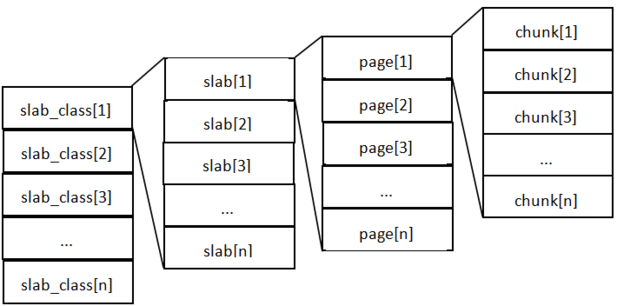 slab_class[1]
slab_class[2]
slab_class[3]
...
slab_class[n]
slab[1]
slab[2]
slab[3]
...
slab[n]
page[1]
page[2]
page[3]
...
page[n]
chunk[1]
chunk[2]
chunk[3]
...
chunk[n]